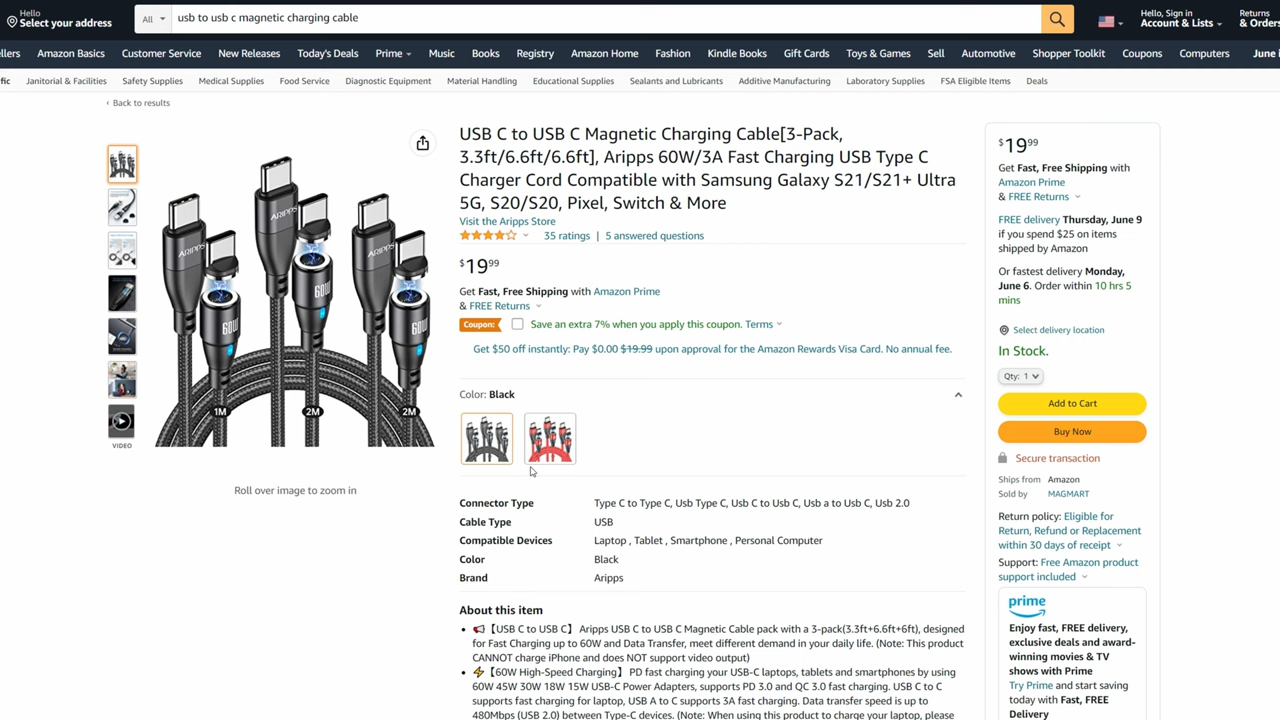 Hello
Select your address
All
usb to usb c magnetic charging cable
Hello, Sign in
Account & Lists
Returns
& Orders
llers
Amazon Basics
Customer Service
New Releases
Today's Deals
Prime
Music
Books
Registry
Amazon Home
Fashion
Kindle Books
Gift Cards
Toys & Games
Sell
Automotive
Shopper Toolkit
Coupons
Computers
fic
Janitorial & Facilities
Safety Supplies
Medical Supplies
Food Service
Diagnostic Equipment
Material Handling
Educational Supplies
Sealants and Lubricants
Additive Manufacturing
Laboratory Supplies
FSA Eligible Items
Deals
‹ Back to results
USB C to USB C Magnetic Charging Cable[3-Pack,
3.3ft/6.6ft/6.6ft], Aripps 60W/3A Fast Charging USB Type C
Charger Cord Compatible with Samsung Galaxy S21/S21+ Ultra
5G, S20/S20, Pixel, Switch & More
Visit the Aripps Store
35 ratings | 5 answered questions
$19.99
Get Fast, Free Shipping with Amazon Prime
& FREE Returns
Coupon: Save an extra 7% when you apply this coupon. Terms
Get $50 off instantly: Pay $0.00 $19.99 upon approval for the Amazon Rewards Visa Card. No annual fee.
ARIPPS
ARIPPS
ARIPPS
60W
60W
60W
1M
2M
2M
VIDEO
Roll over image to zoom in
Color: Black
Connector Type Type C to Type C, Usb Type C, Usb C to Usb C, Usb a to Usb C, Usb 2.0
Cable Type USB
Compatible Devices Laptop , Tablet , Smartphone , Personal Computer
Color Black
Brand Aripps
About this item
• 【USB C to USB C】 Aripps USB C to USB C Magnetic Cable pack with a 3-pack(3.3ft+6.6ft+6ft), designed
for Fast Charging up to 60W and Data Transfer, meet different demand in your daily life. (Note: This product
CANNOT charge iPhone and does NOT support video output)
• ⚡【60W High-Speed Charging】 PD fast charging your USB-C laptops, tablets and smartphones by using
60W 45W 30W 18W 15W USB-C Power Adapters, supports PD 3.0 and QC 3.0 fast charging. USB C to C
supports fast charging for laptop, USB A to C supports 3A fast charging. Data transfer speed is up to
480Mbps (USB 2.0) between Type-C devices. (Note: When using this product to charge your laptop, please
$19.99
Get Fast, Free Shipping with
Amazon Prime
& FREE Returns
FREE delivery Thursday, June 9
if you spend $25 on items
shipped by Amazon
Or fastest delivery Monday,
June 6. Order within 10 hrs 5
mins
Select delivery location
In Stock.
Qty: 1
Add to Cart
Buy Now
Secure transaction
Ships from Amazon
Sold by MAGMART
Return policy: Eligible for
Return, Refund or Replacement
within 30 days of receipt
Support: Free Amazon product
support included
prime
Enjoy fast, FREE delivery,
exclusive deals and award-
winning movies & TV
shows with Prime
Try Prime and start saving
today with Fast, FREE
Delivery